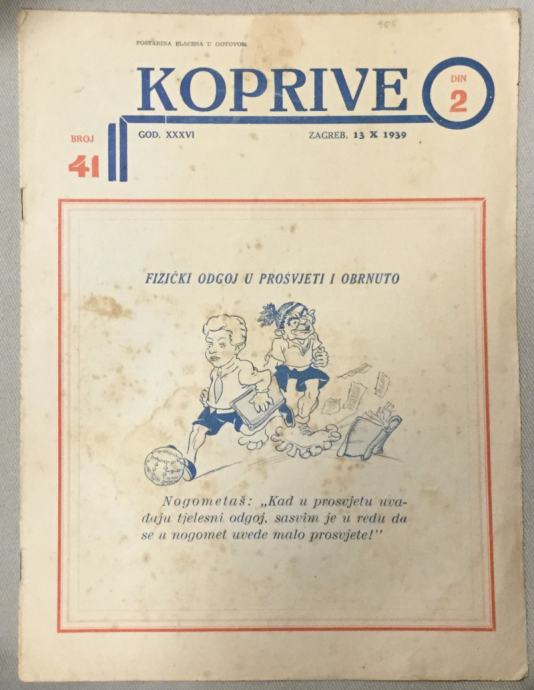 POŠTARINA PLAĆENA U GOTOVOM
KOPRIVE
DIN
2
BROJ
41
GOD. XXXVI
ZAGREB, 13 X 1939
FIZIČKI ODGOJ U PROSVJETI I OBRNUTO
Nogometaš: „Kad u prosvjetu uva-
đaju tjelesni odgoj, sasvim je u redu da
se u nogomet uvede malo prosvjete!”